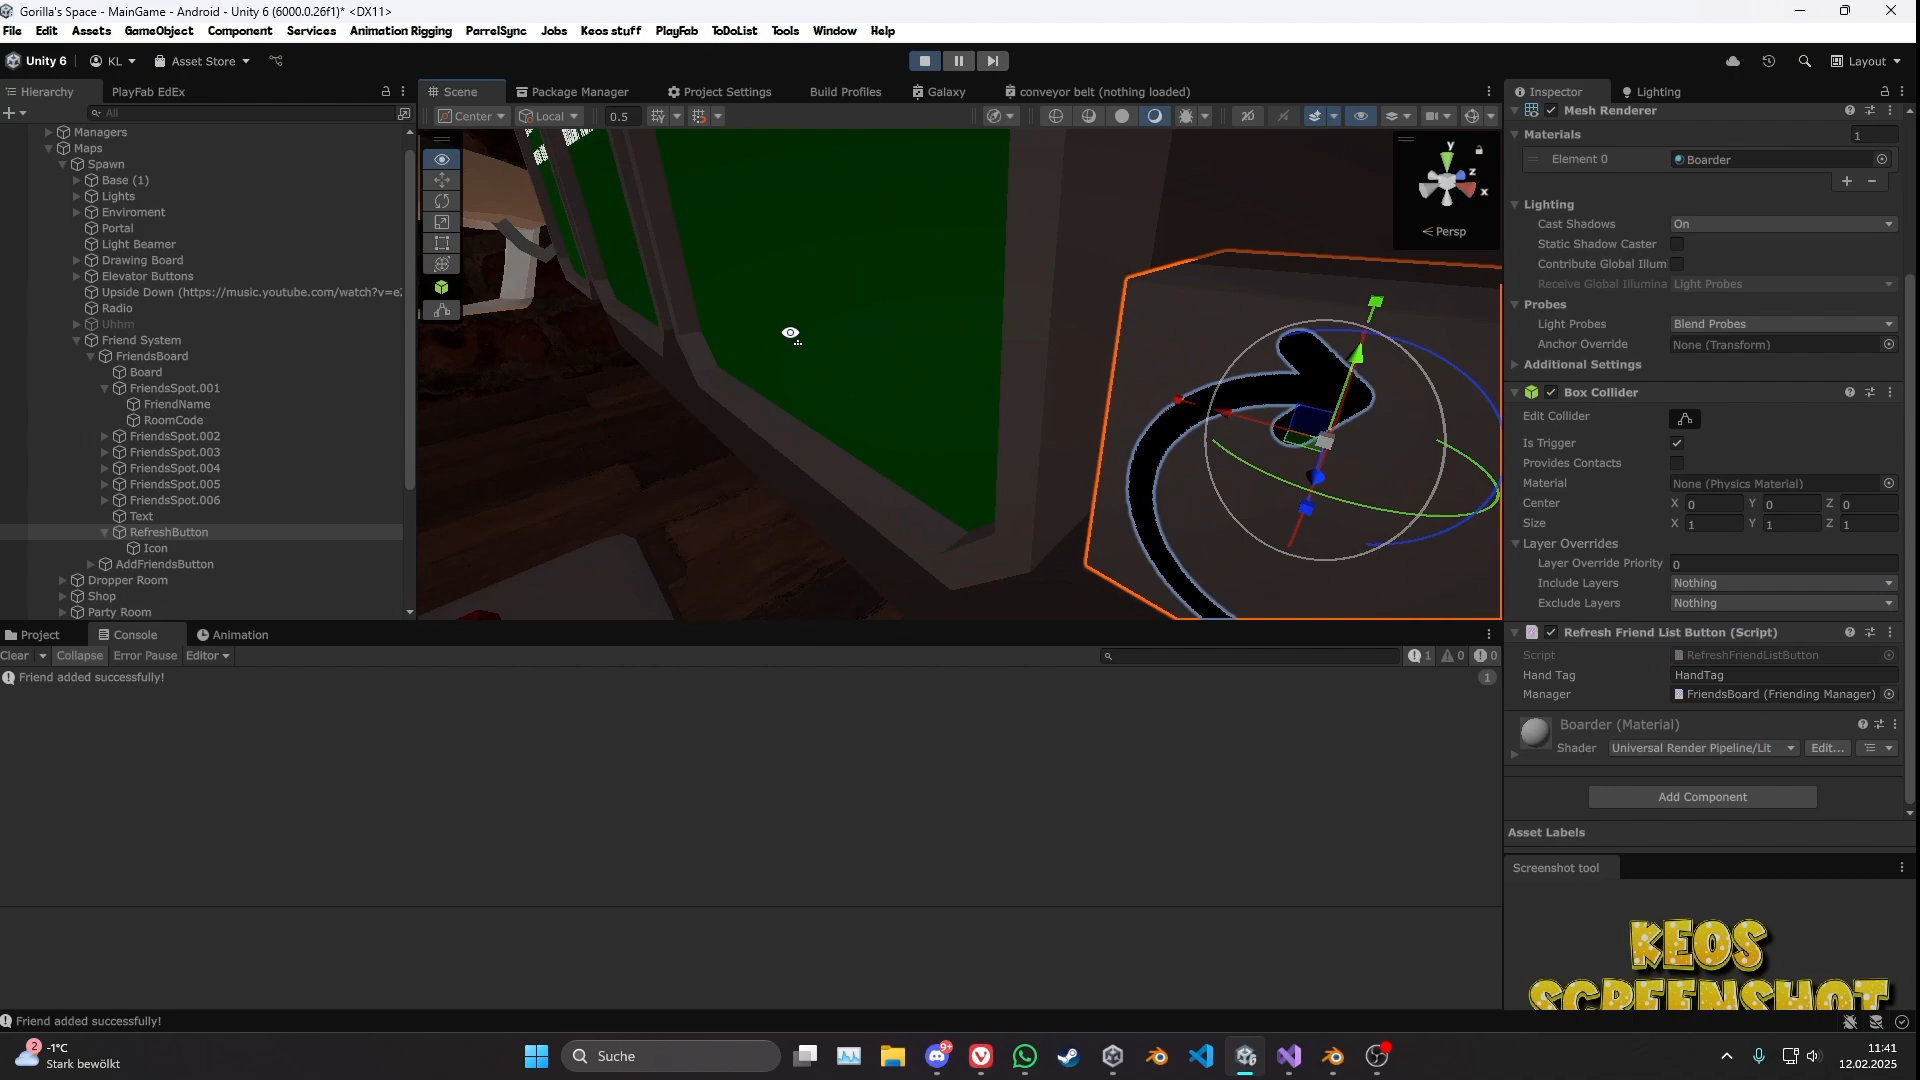 Gorilla's Space - MainGame - Android - Unity 6 (6000.0.26f1)* <DX11>
File Edit Assets GameObject Component Services Animation Rigging ParrelSync Jobs Keos stuff PlayFab ToDoList Tools Window Help
Unity 6 KL Asset Store Layout
Hierarchy PlayFab EdEx Scene Package Manager Project Settings Build Profiles Galaxy conveyor belt (nothing loaded) Inspector Lighting
All Center Local 0.5 2D
Managers
Maps
Spawn
Base (1)
Lights
Enviroment
Portal
Light Beamer
Drawing Board
Elevator Buttons
Upside Down (https://music.youtube.com/watch?v=e
Radio
Uhhm
Friend System
FriendsBoard
Board
FriendsSpot.001
FriendName
RoomCode
FriendsSpot.002
FriendsSpot.003
FriendsSpot.004
FriendsSpot.005
FriendsSpot.006
Text
RefreshButton
Icon
AddFriendsButton
Dropper Room
Shop
Party Room
y
z
x
Persp
Mesh Renderer
Materials 1
Element 0 Boarder
Lighting
Cast Shadows On
Static Shadow Caster
Contribute Global Illum
Receive Global Illumina Light Probes
Probes
Light Probes Blend Probes
Anchor Override None (Transform)
Additional Settings
Box Collider
Edit Collider
Is Trigger
Provides Contacts
Material None (Physics Material)
Center X 0 Y 0 Z 0
Size X 1 Y 1 Z 1
Layer Overrides
Layer Override Priority 0
Include Layers Nothing
Exclude Layers Nothing
Refresh Friend List Button (Script)
Script RefreshFriendListButton
Hand Tag HandTag
Manager FriendsBoard (Friending Manager)
Boarder (Material)
Shader Universal Render Pipeline/Lit Edit...
Add Component
Asset Labels
Screenshot tool
KEOS
SCREENSHOT
Project Console Animation
Clear Collapse Error Pause Editor 1 0 0
Friend added successfully! 1
Friend added successfully!
2 -1°C
Stark bewölkt
Suche
9+
11:41
12.02.2025